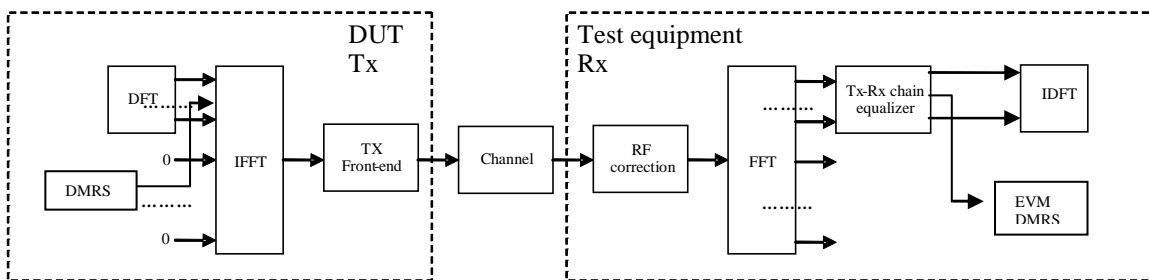 DUT
Tx
Test equipment
Rx
DFT
………
0
DMRS
………
0
IFFT
TX
Front-end
Channel
RF
correction
FFT
………
………
Tx-Rx chain
equalizer
IDFT
EVM
DMRS